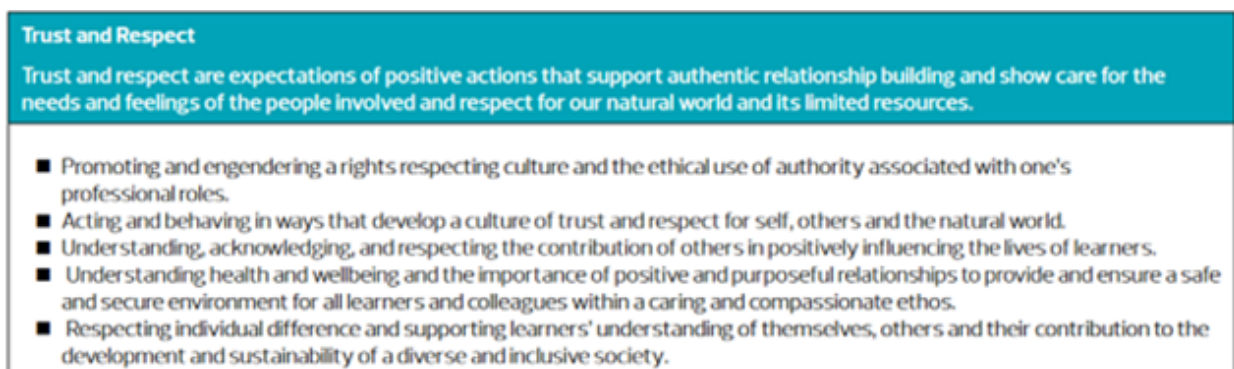 Trust and Respect
Trust and respect are expectations of positive actions that support authentic relationship building and show care for the
needs and feelings of the people involved and respect for our natural world and its limited resources.
■ Promoting and engendering a rights respecting culture and the ethical use of authority associated with one's
professional roles.
■ Acting and behaving in ways that develop a culture of trust and respect for self, others and the natural world.
■ Understanding, acknowledging, and respecting the contribution of others in positively influencing the lives of learners.
■ Understanding health and wellbeing and the importance of positive and purposeful relationships to provide and ensure a safe
and secure environment for all learners and colleagues within a caring and compassionate ethos.
■ Respecting individual difference and supporting learners' understanding of themselves, others and their contribution to the
development and sustainability of a diverse and inclusive society.